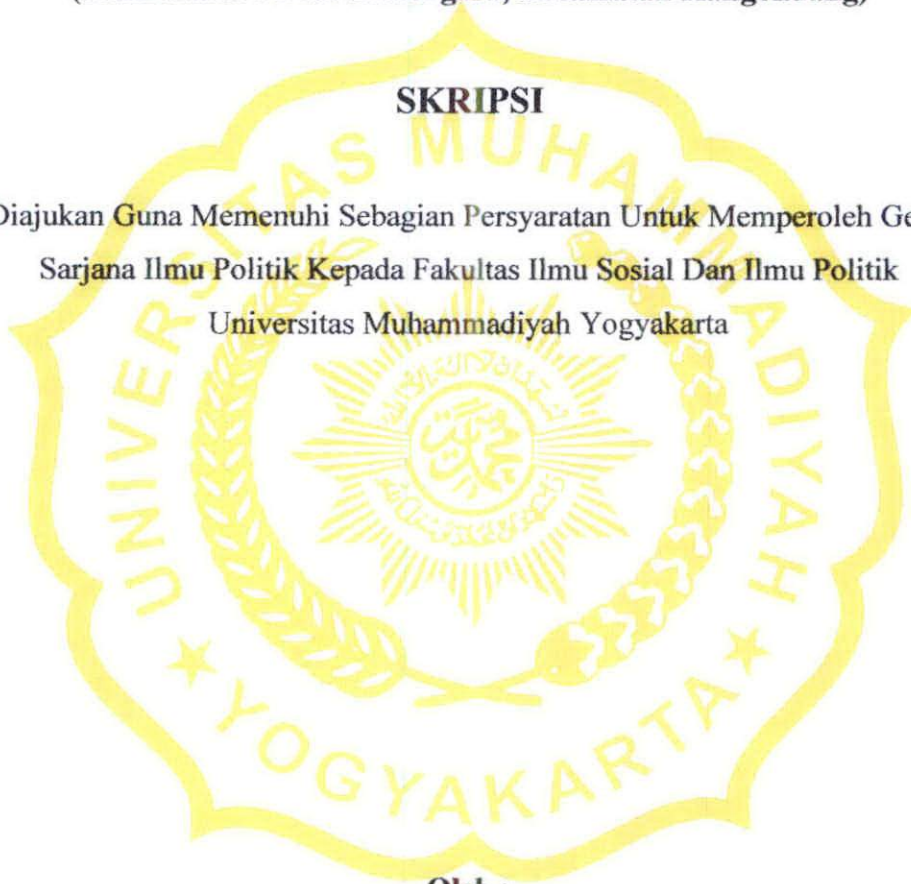 SKRIPSI
Diajukan Guna Memenuhi Sebagian Persyaratan Untuk Memperoleh Ge
Sarjana Ilmu Politik Kepada Fakultas Ilmu Sosial Dan Ilmu Politik
Universitas Muhammadiyah Yogyakarta
UNIVERSITAS MUHAMMADIYAH
★ YOGYAKARTA ★